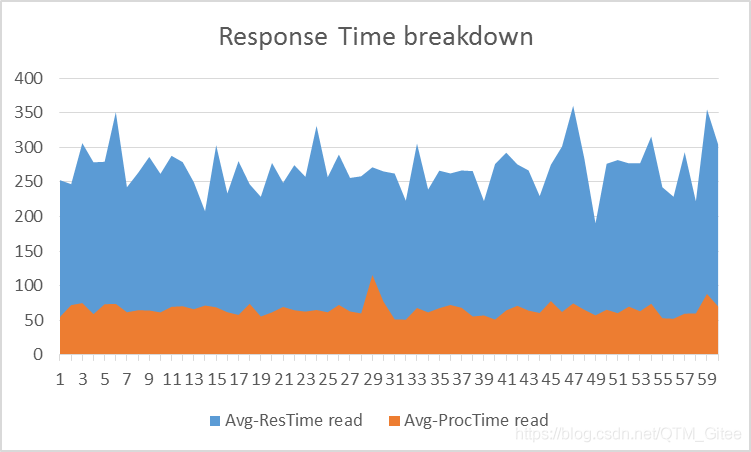 Response Time breakdown
400
350
300
250
200
150
100
50
0
1 3 5 7 9 11 13 15 17 19 21 23 25 27 29 31 33 35 37 39 41 43 45 47 49 51 53 55 57 59
Avg-ResTime read Avg-ProcTime read
https://blog.csdn.net/QTM_Gitee